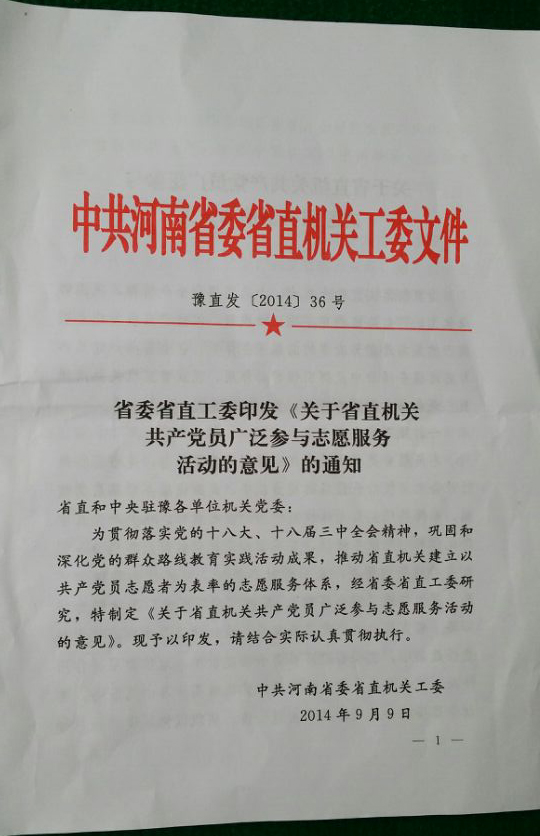 中共河南省委省直机关工委文件
豫直发〔2014〕36号
省委省直工委印发《关于省直机关
共产党员广泛参与志愿服务
活动的意见》的通知
省直和中央驻豫各单位机关党委：
为贯彻落实党的十八大、十八届三中全会精神，巩固和
深化党的群众路线教育实践活动成果，推动省直机关建立以
共产党员志愿者为表率的志愿服务体系，经省委省直工委研
究，特制定《关于省直机关共产党员广泛参与志愿服务活动
的意见》。现予以印发，请结合实际认真贯彻执行。
中共河南省委省直机关工委
2014年9月9日
— 1 —